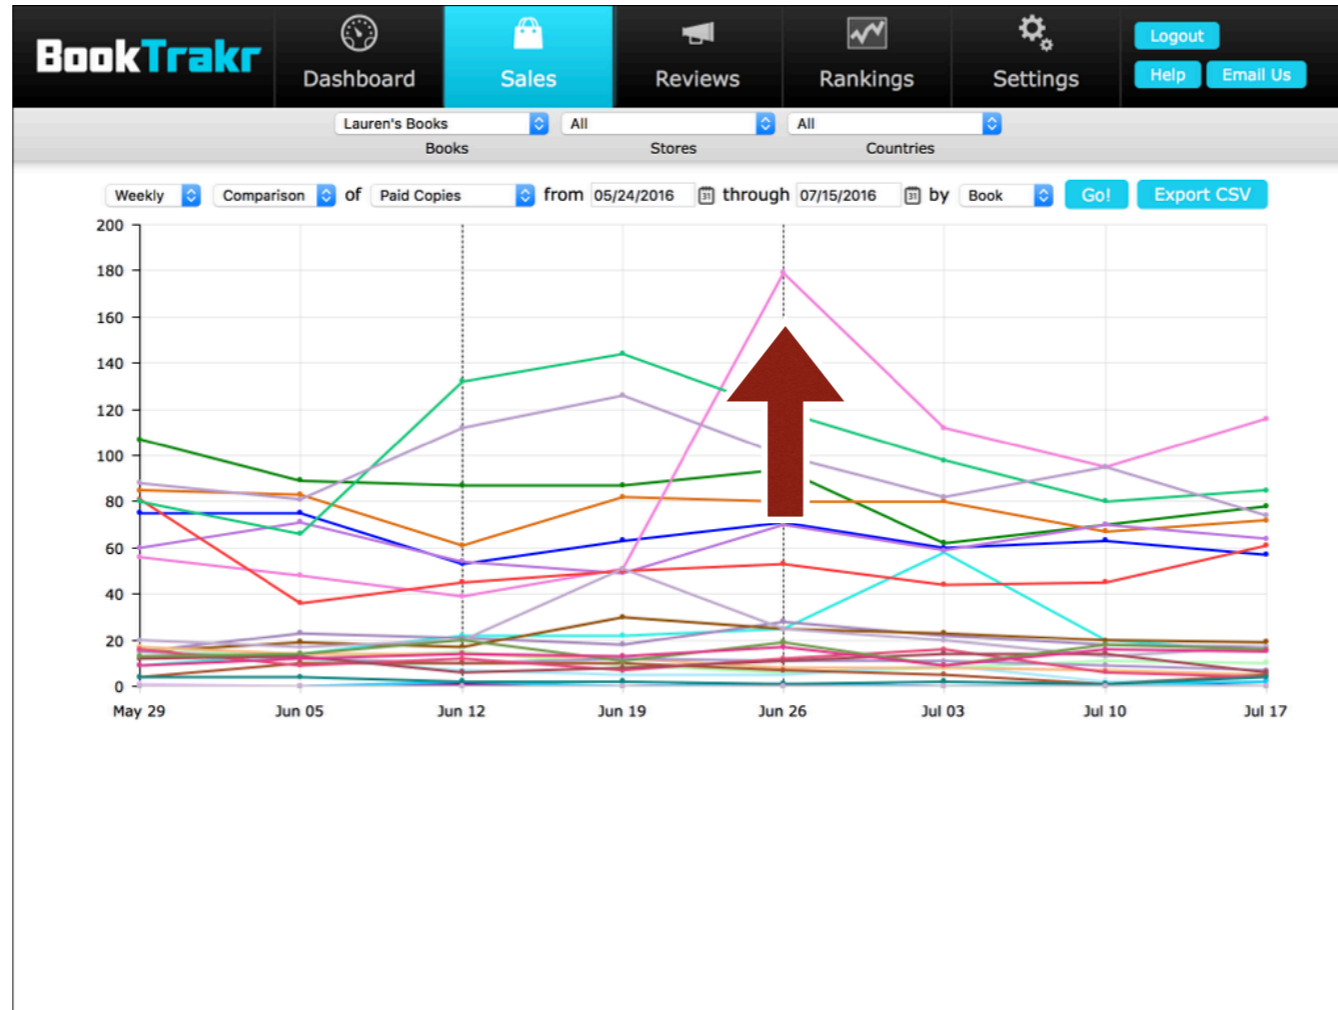 BookTrakr
Dashboard
Sales
Reviews
Rankings
Settings
Logout
Help
Email Us
Lauren's Books
All
All
Books
Stores
Countries
Weekly Comparison of Paid Copies from 05/24/2016 31 through 07/15/2016 31 by Book Go! Export CSV
200
180
160
140
120
100
80
60
40
20
0
May 29
Jun 05
Jun 12
Jun 19
Jun 26
Jul 03
Jul 10
Jul 17